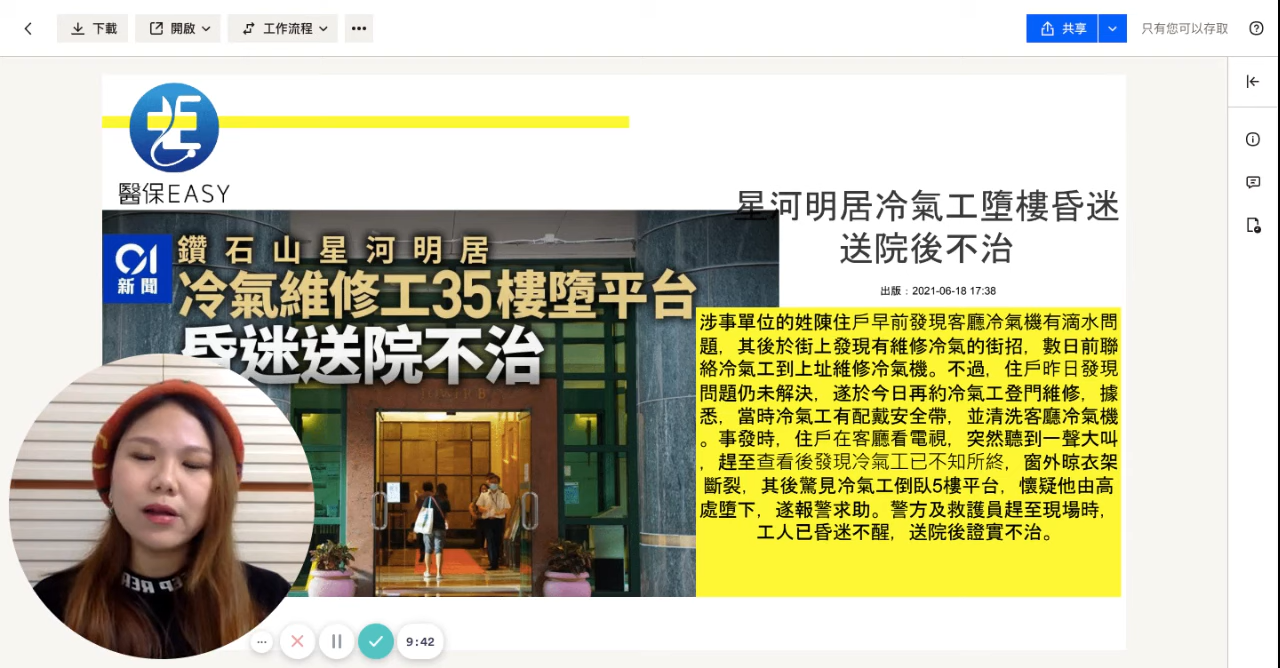 下載
開啟
工作流程
共享
只有您可以存取
醫保EASY
星河明居冷氣工墮樓昏迷
送院後不治
出版：2021-06-18 17:38
01
新聞
鑽石山星河明居
冷氣維修工35樓墮平台
昏迷送院不治
涉事單位的姓陳住戶早前發現客廳冷氣機有滴水問
題，其後於街上發現有維修冷氣的街招，數日前聯
絡冷氣工到上址維修冷氣機。不過，住戶昨日發現
問題仍未解決，遂於今日再約冷氣工登門維修，據
悉，當時冷氣工有配戴安全帶，並清洗客廳冷氣機
。事發時，住戶在客廳看電視，突然聽到一聲大叫
，趕至查看後發現冷氣工已不知所終，窗外晾衣架
斷裂，其後驚見冷氣工倒臥5樓平台，懷疑他由高
處墮下，遂報警求助。警方及救護員趕至現場時，
工人已昏迷不醒，送院後證實不治。
9:42